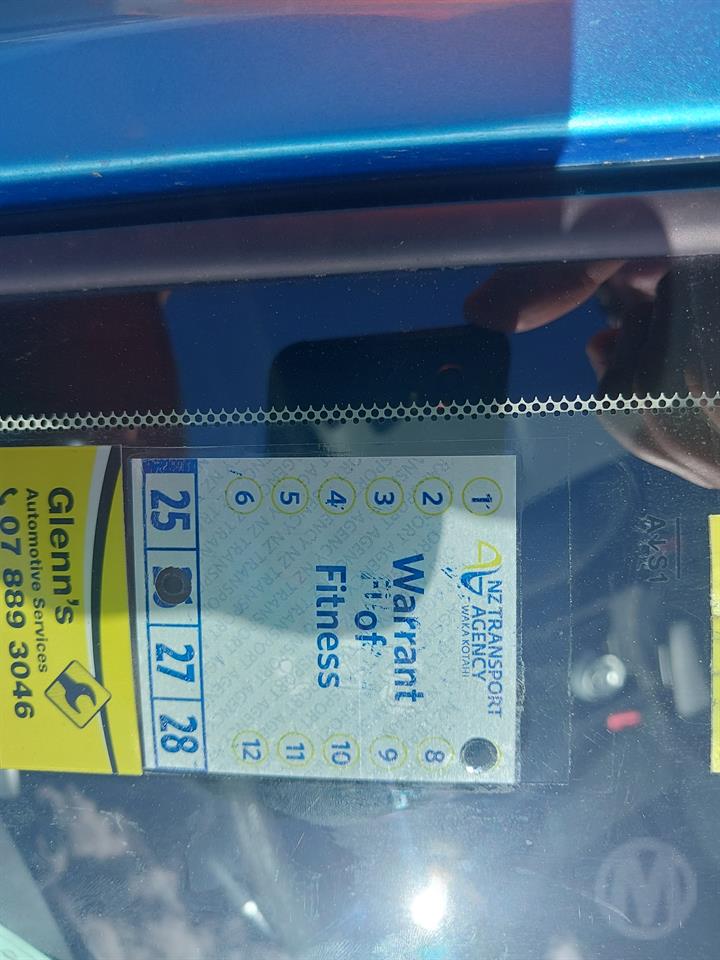 NZ TRANSPORT
AGENCY
WAKA KOTAHI
Warrant
of
Fitness
1
2
3
4
5
6
8
9
10
11
12
25 27 28
Glenn's
Automotive Services
07 889 3046
M